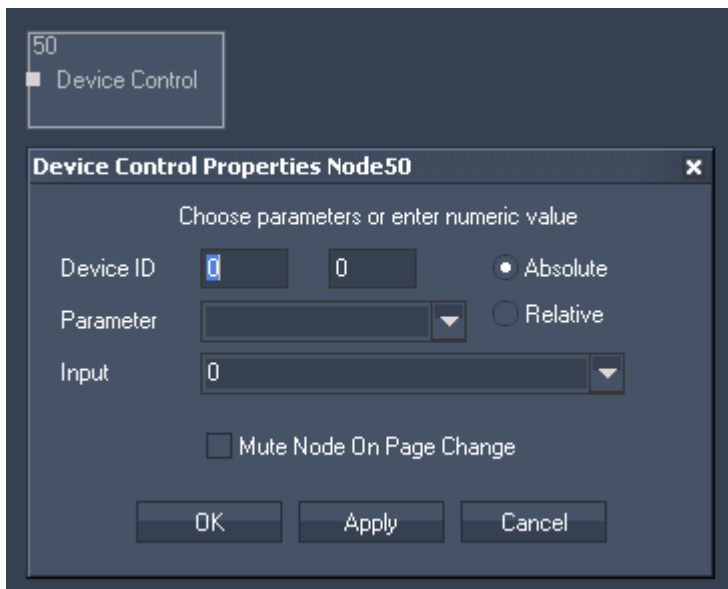 50
Device Control
Device Control Properties Node50
Choose parameters or enter numeric value
Device ID 0 0 Absolute
Parameter Relative
Input 0
Mute Node On Page Change
OK Apply Cancel